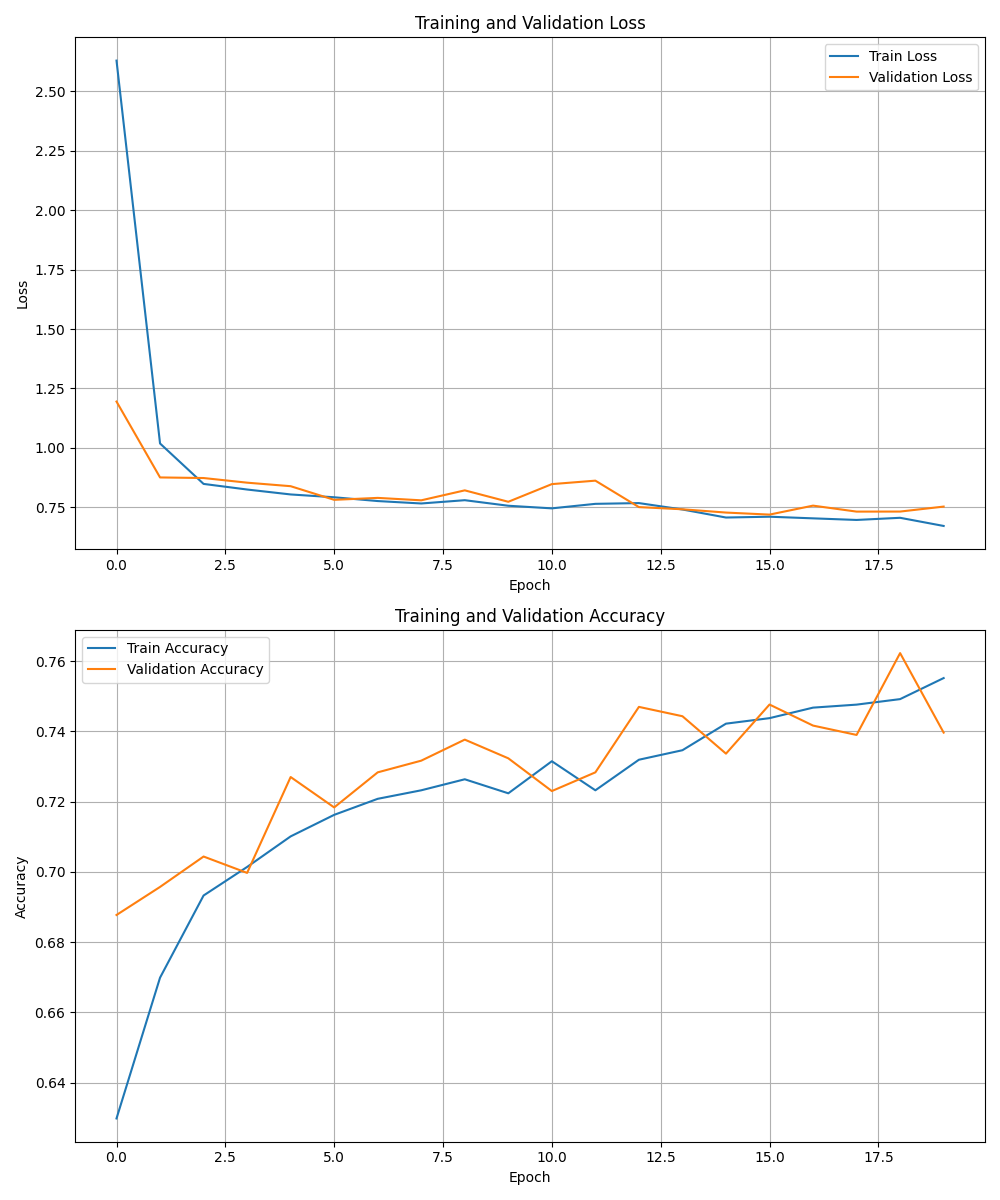 Training and Validation Loss
Train Loss
Validation Loss
2.50
2.25
2.00
1.75
1.50
1.25
1.00
0.75
Loss
0.0 2.5 5.0 7.5 10.0 12.5 15.0 17.5
Epoch
Training and Validation Accuracy
Train Accuracy
Validation Accuracy
0.76
0.74
0.72
0.70
0.68
0.66
0.64
Accuracy
0.0 2.5 5.0 7.5 10.0 12.5 15.0 17.5
Epoch